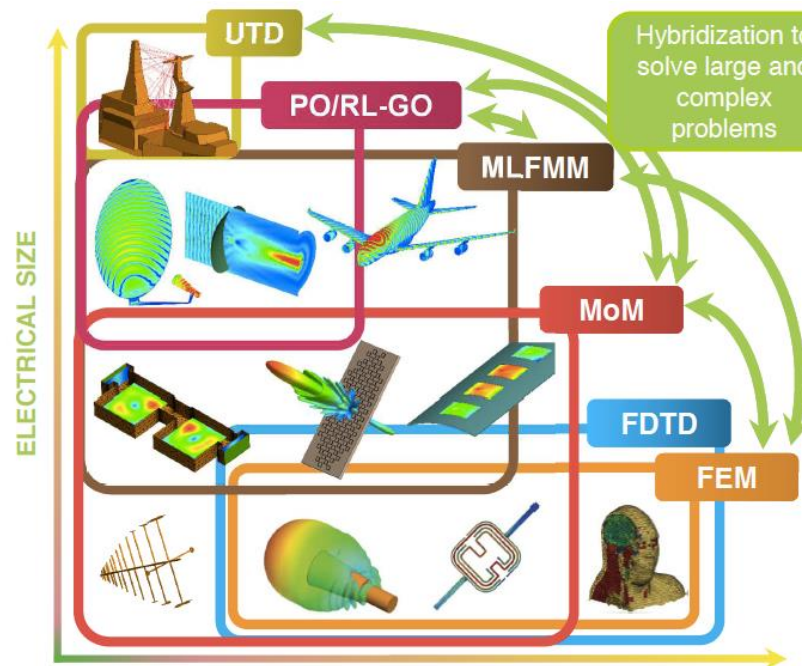 UTD
Hybridization to
solve large and
complex
problems
PO/RL-GO
MLFMM
ELECTRICAL SIZE
MoM
FDTD
FEM